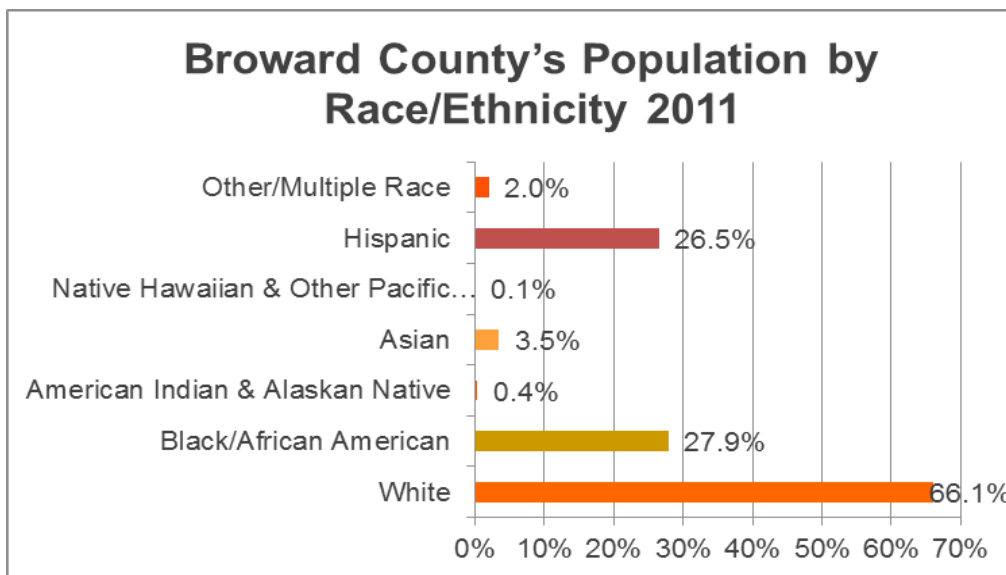 Broward County’s Population by
Race/Ethnicity 2011
Other/Multiple Race 2.0%
Hispanic 26.5%
Native Hawaiian & Other Pacific... 0.1%
Asian 3.5%
American Indian & Alaskan Native 0.4%
Black/African American 27.9%
White 66.1%
0% 10% 20% 30% 40% 50% 60% 70%